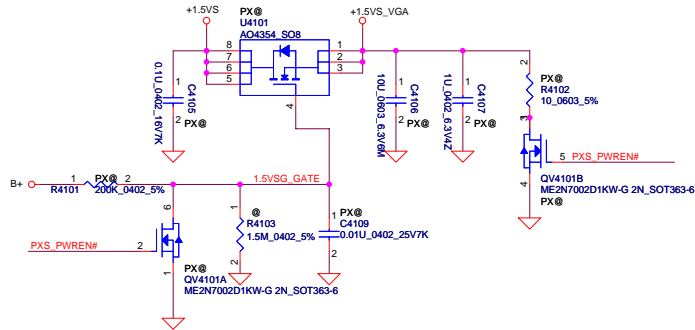 +1.5VS
PX@
U4101
AO4354_SO8
+1.5VS_VGA
8
7
6
5
1
2
3
4
1
C4105
0.1U_0402_16V7K
2
PX@
1
C4106
10U_0603_6.3V6M
2
PX@
1
C4107
1U_0402_6.3V4Z
2
PX@
2
PX@
R4102
10_0603_5%
1
3
5
PXS_PWREN#
4
QV4101B
ME2N7002D1KW-G 2N_SOT363-6
PX@
B+
1
PX@
2
R4101
200K_0402_5%
1.5VSG_GATE
6
PXS_PWREN#
2
1
PX@
QV4101A
ME2N7002D1KW-G 2N_SOT363-6
1
@
R4103
1.5M_0402_5%
2
1
PX@
C4109
0.01U_0402_25V7K
2